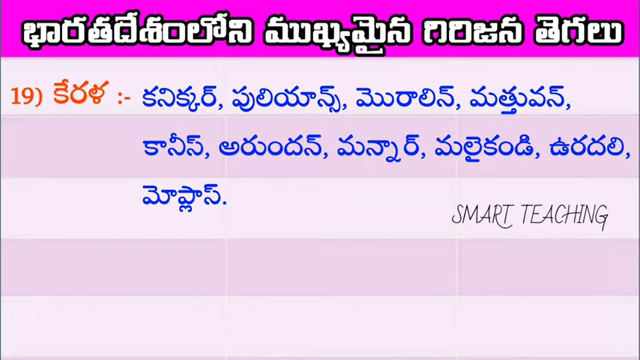 భారతదేశంలోని ముఖ్యమైన గిరిజన తెగలు
19) కేరళ :- కనిక్కర్, పులియాన్స్, మొరాలిన్, మత్తువన్,
కానీస్, అరుందన్, మన్నార్, మలైకండి, ఉరదలి,
మోప్లాస్.
SMART TEACHING